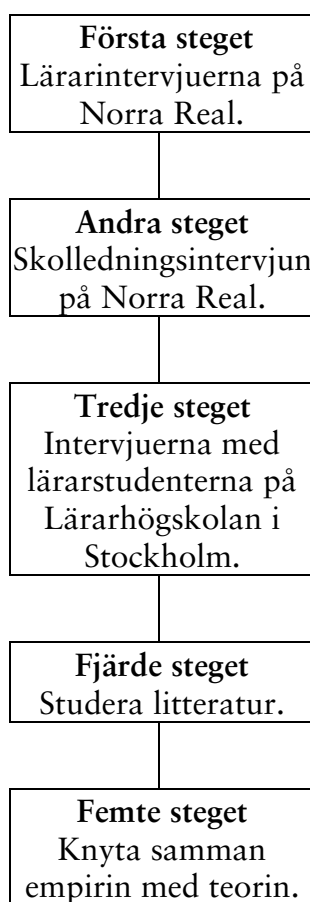 Första steget
Lärarintervjuerna på
Norra Real.
Andra steget
Skolledningsintervjun
på Norra Real.
Tredje steget
Intervjuerna med
lärarstudenterna på
Lärarhögskolan i
Stockholm.
Fjärde steget
Studera litteratur.
Femte steget
Knyta samman
empirin med teorin.